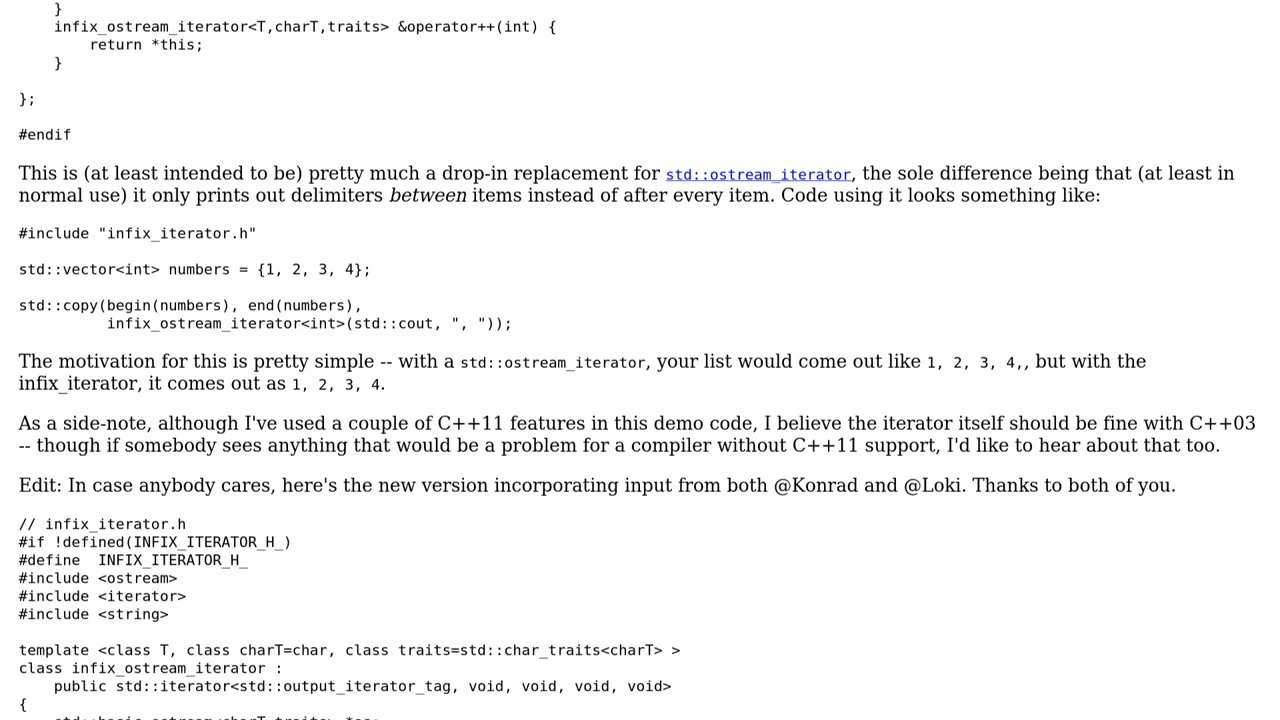 }
    infix_ostream_iterator<T,charT,traits> &operator++(int) {
        return *this;
    }
};
#endif
This is (at least intended to be) pretty much a drop-in replacement for std::ostream_iterator, the sole difference being that (at least in
normal use) it only prints out delimiters between items instead of after every item. Code using it looks something like:
#include "infix_iterator.h"
std::vector<int> numbers = {1, 2, 3, 4};
std::copy(begin(numbers), end(numbers),
          infix_ostream_iterator<int>(std::cout, ", "));
The motivation for this is pretty simple -- with a std::ostream_iterator, your list would come out like 1, 2, 3, 4,, but with the
infix_iterator, it comes out as 1, 2, 3, 4.
As a side-note, although I've used a couple of C++11 features in this demo code, I believe the iterator itself should be fine with C++03
-- though if somebody sees anything that would be a problem for a compiler without C++11 support, I'd like to hear about that too.
Edit: In case anybody cares, here's the new version incorporating input from both @Konrad and @Loki. Thanks to both of you.
// infix_iterator.h
#if !defined(INFIX_ITERATOR_H_)
#define  INFIX_ITERATOR_H_
#include <ostream>
#include <iterator>
#include <string>
template <class T, class charT=char, class traits=std::char_traits<charT> >
class infix_ostream_iterator :
    public std::iterator<std::output_iterator_tag, void, void, void, void>
{